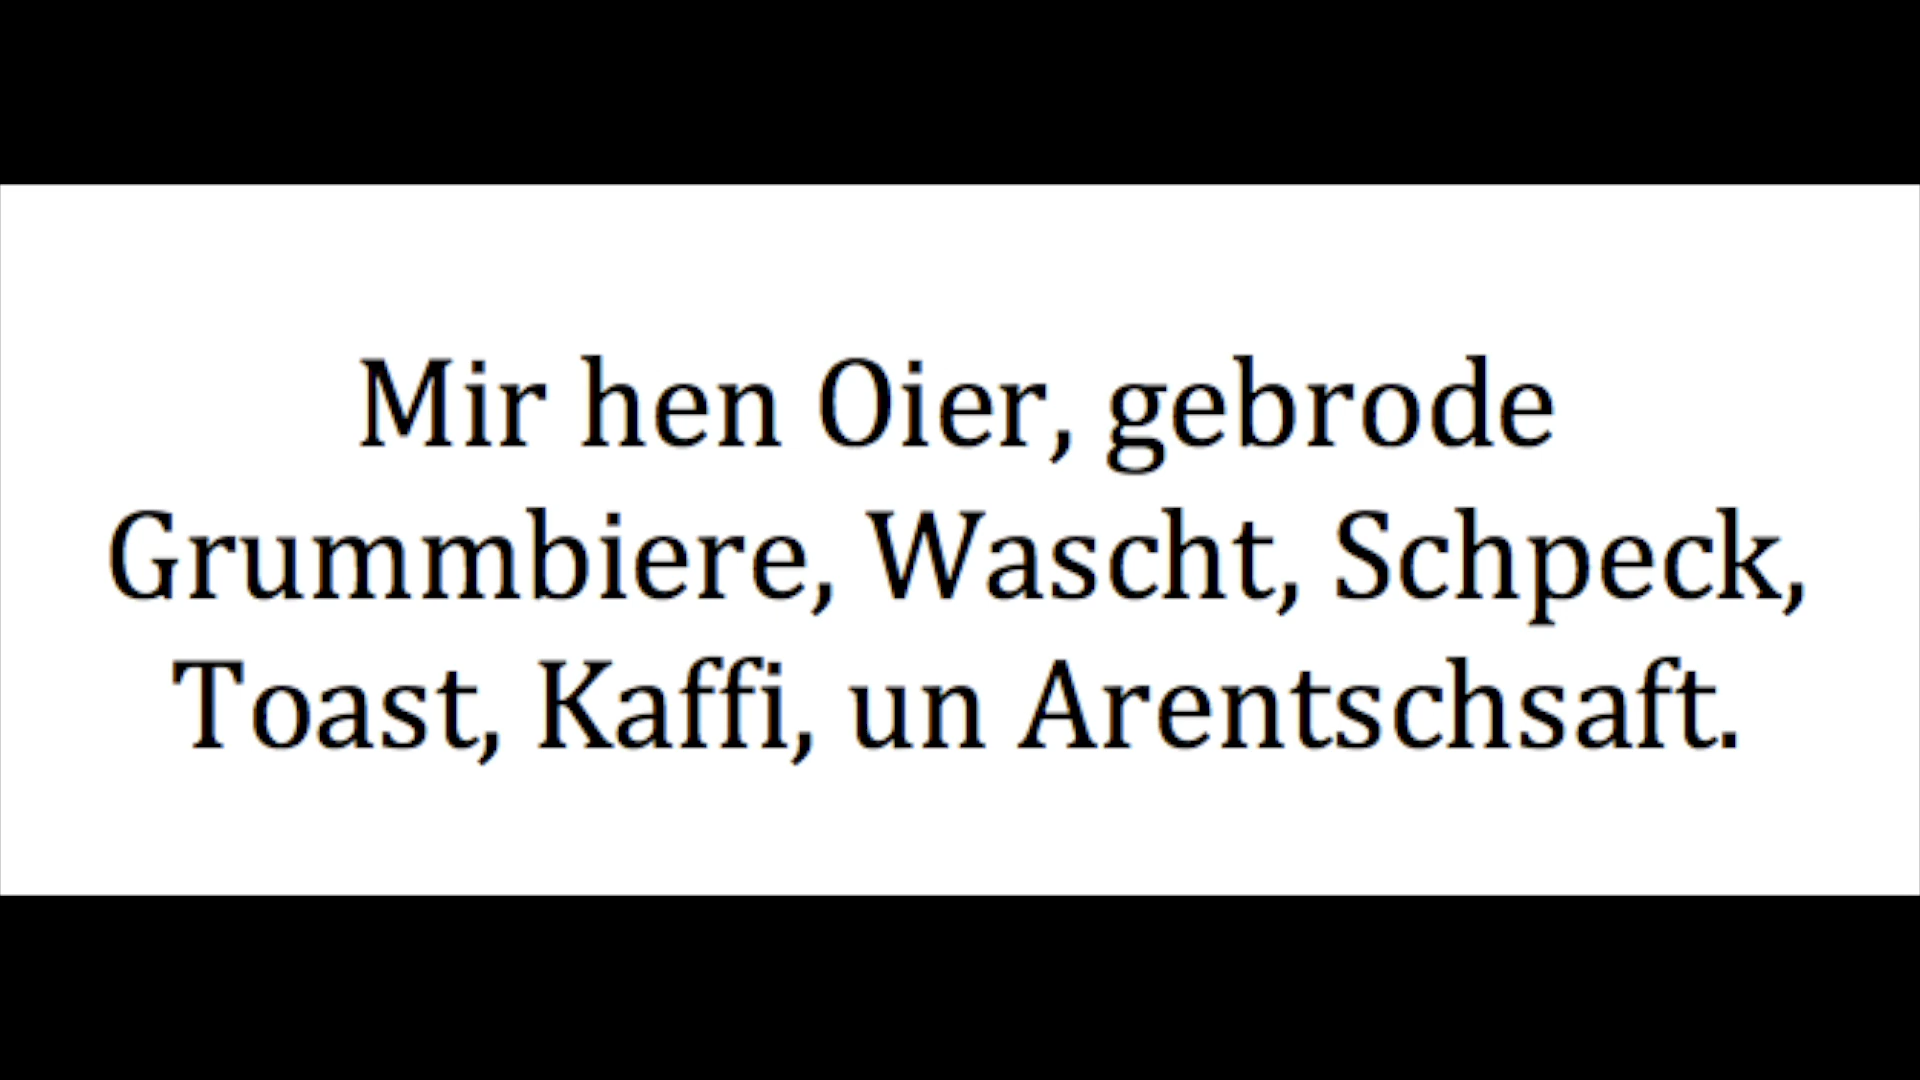 Mir hen Oier, gebrode
Grummbiere, Wascht, Schpeck,
Toast, Kaffi, un Arentschsaft.